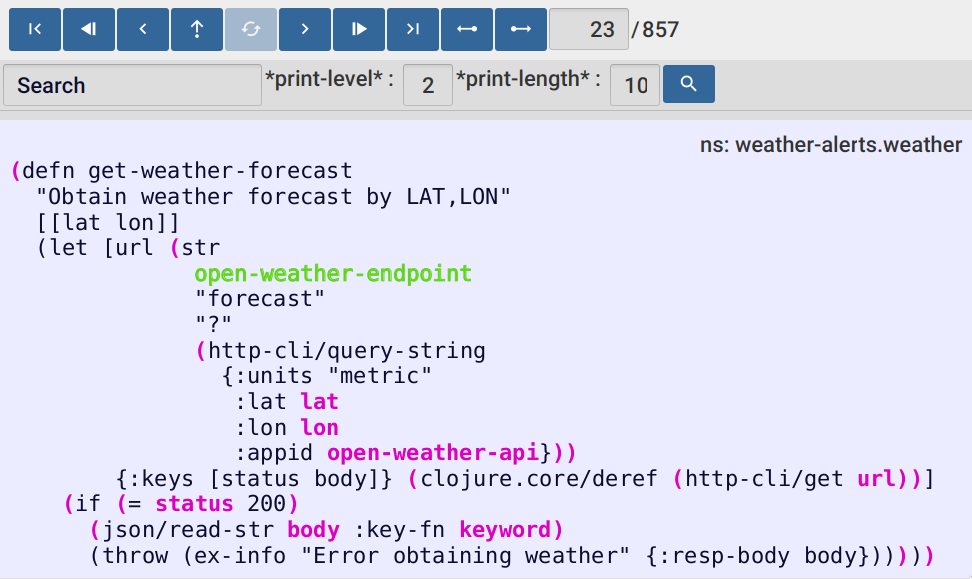 23 /857
Search *print-level* : 2 *print-length* : 10
ns: weather-alerts.weather
(defn get-weather-forecast
  "Obtain weather forecast by LAT,LON"
  [[lat lon]]
  (let [url (str
              open-weather-endpoint
              "forecast"
              "?"
              (http-cli/query-string
                {:units "metric"
                 :lat lat
                 :lon lon
                 :appid open-weather-api}))
        {:keys [status body]} (clojure.core/deref (http-cli/get url))]
    (if (= status 200)
      (json/read-str body :key-fn keyword)
      (throw (ex-info "Error obtaining weather" {:resp-body body})))))